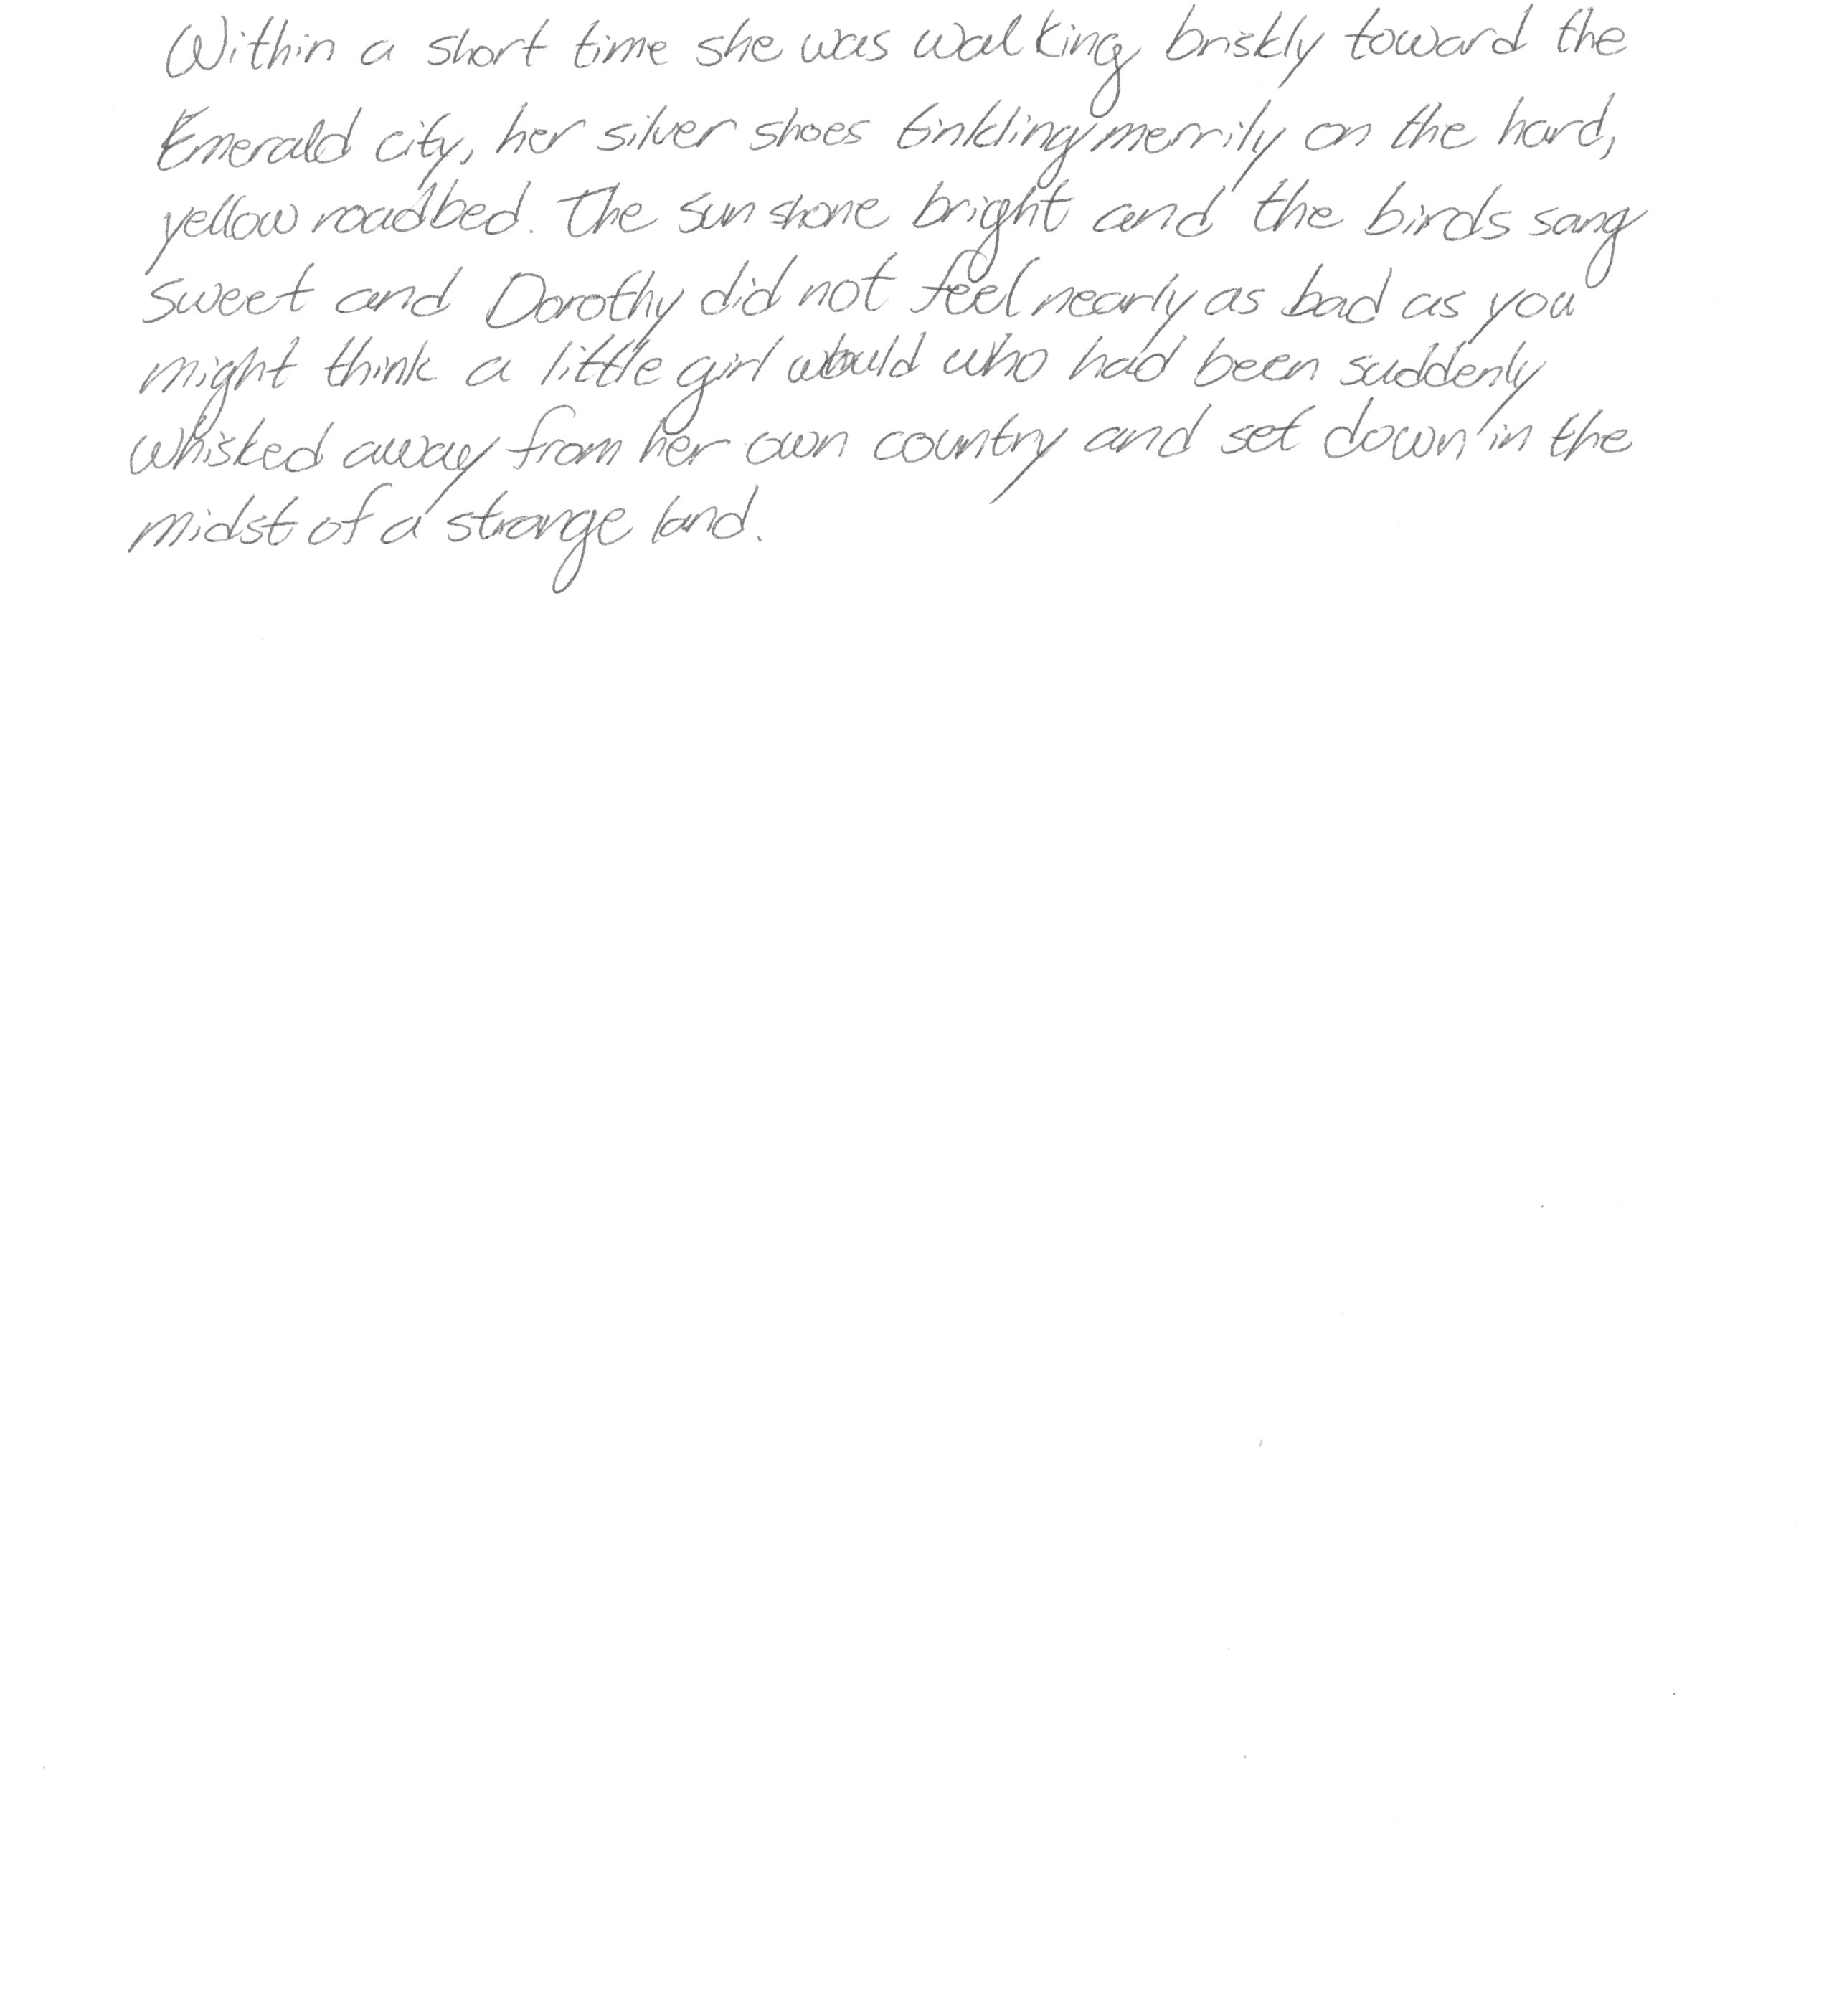 Within a short time she was walking briskly toward the
Emerald city, her silver shoes tinkling merrily on the hard,
yellow roadbed. The sun shone bright and the birds sang
sweet and Dorothy did not feel nearly as bad as you
might think a little girl would who had been suddenly
whisked away from her own country and set down in the
midst of a strange land.